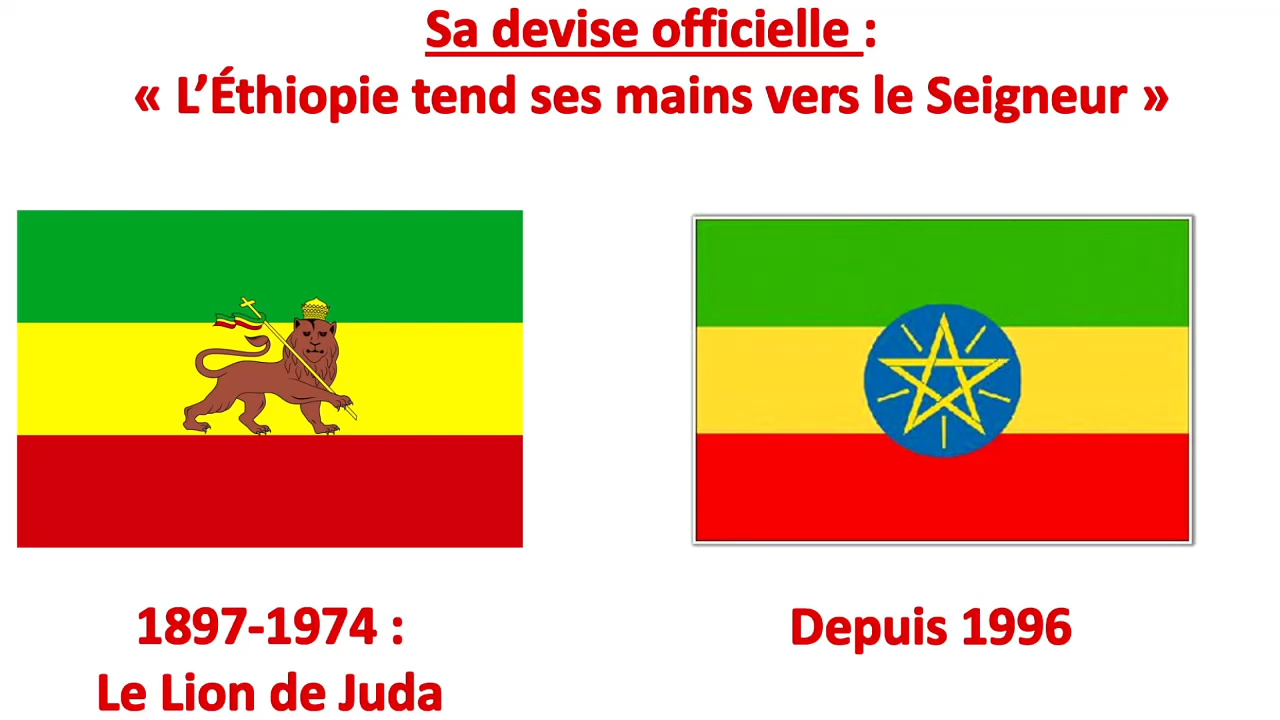 Sa devise officielle :
« L’Éthiopie tend ses mains vers le Seigneur »
1897-1974 :
Le Lion de Juda
Depuis 1996